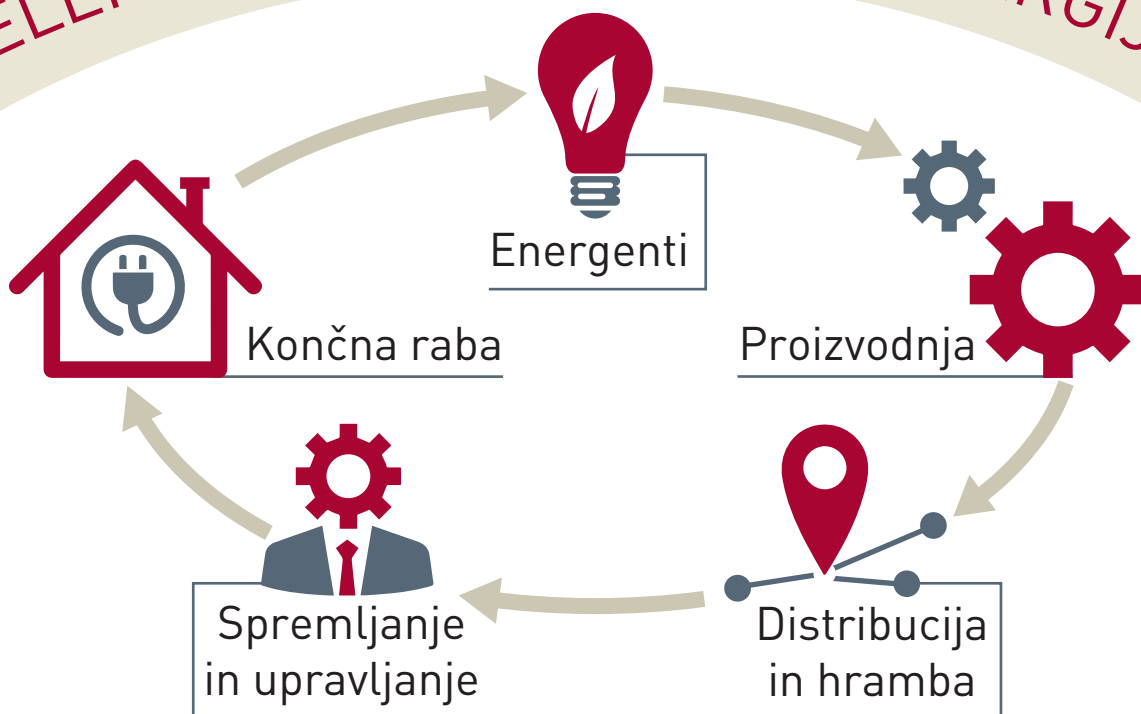 Energenti
Končna raba
Proizvodnja
Spremljanje
in upravljanje
Distribucija
in hramba